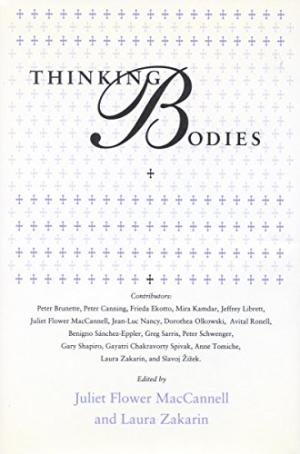 THINKING
BODIES
Contributors:
Peter Brunette, Peter Canning, Frieda Ekotto, Mira Kamdar, Jeffrey Librett,
Juliet Flower MacCannell, Jean-Luc Nancy, Dorothea Olkowski, Avital Ronell,
Benigno Sánchez-Eppler, Greg Sarris, Peter Schwenger,
Gary Shapiro, Gayatri Chakravorty Spivak, Anne Tomiche,
Laura Zakarin, and Slavoj Žižek.
Edited by
Juliet Flower MacCannell
and Laura Zakarin